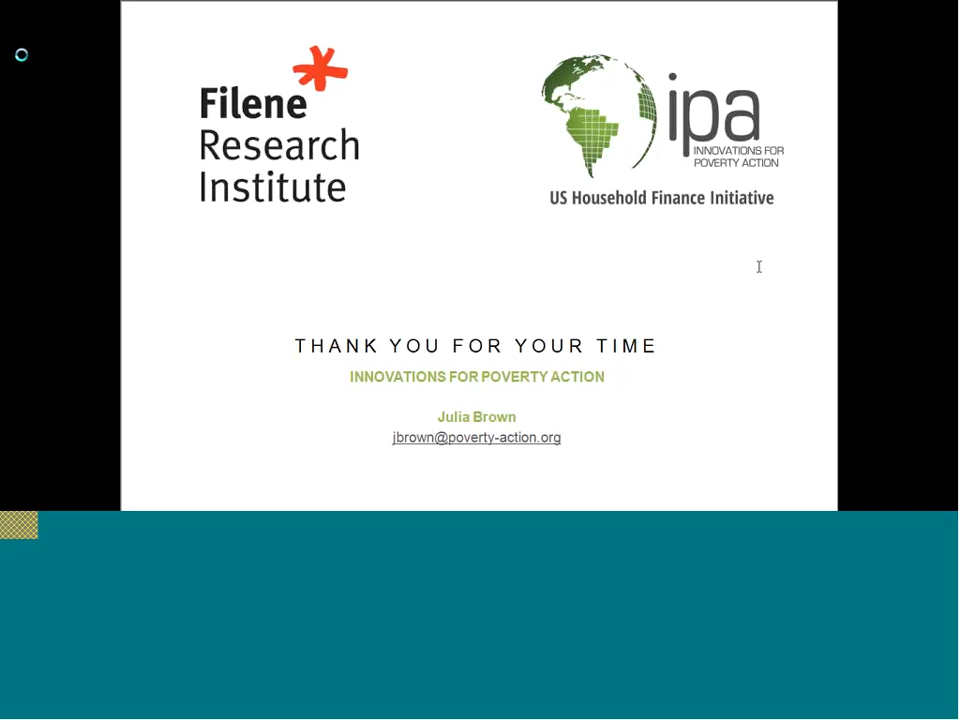 Filene
Research
Institute
ipa
INNOVATIONS FOR
POVERTY ACTION
US Household Finance Initiative
THANK YOU FOR YOUR TIME
INNOVATIONS FOR POVERTY ACTION
Julia Brown
jbrown@poverty-action.org